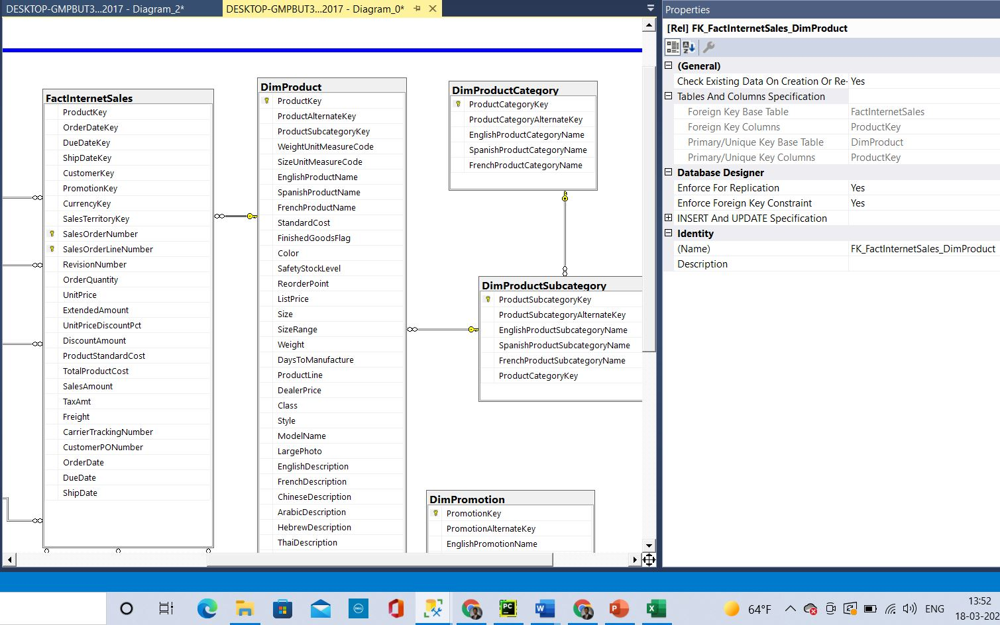 DESKTOP-GMPBUT3...2017 - Diagram_2*
DESKTOP-GMPBUT3...2017 - Diagram_0*
FactInternetSales
ProductKey
OrderDateKey
DueDateKey
ShipDateKey
CustomerKey
PromotionKey
CurrencyKey
SalesTerritoryKey
SalesOrderNumber
SalesOrderLineNumber
RevisionNumber
OrderQuantity
UnitPrice
ExtendedAmount
UnitPriceDiscountPct
DiscountAmount
ProductStandardCost
TotalProductCost
SalesAmount
TaxAmt
Freight
CarrierTrackingNumber
CustomerPONumber
OrderDate
DueDate
ShipDate
DimProduct
ProductKey
ProductAlternateKey
ProductSubcategoryKey
WeightUnitMeasureCode
SizeUnitMeasureCode
EnglishProductName
SpanishProductName
FrenchProductName
StandardCost
FinishedGoodsFlag
Color
SafetyStockLevel
ReorderPoint
ListPrice
Size
SizeRange
Weight
DaysToManufacture
ProductLine
DealerPrice
Class
Style
ModelName
LargePhoto
EnglishDescription
FrenchDescription
ChineseDescription
ArabicDescription
HebrewDescription
ThaiDescription
DimProductCategory
ProductCategoryKey
ProductCategoryAlternateKey
EnglishProductCategoryName
SpanishProductCategoryName
FrenchProductCategoryName
DimProductSubcategory
ProductSubcategoryKey
ProductSubcategoryAlternateKey
EnglishProductSubcategoryName
SpanishProductSubcategoryName
FrenchProductSubcategoryName
ProductCategoryKey
DimPromotion
PromotionKey
PromotionAlternateKey
EnglishPromotionName
Properties
[Rel] FK_FactInternetSales_DimProduct
(General)
Check Existing Data On Creation Or Re- Yes
Tables And Columns Specification
Foreign Key Base Table FactInternetSales
Foreign Key Columns ProductKey
Primary/Unique Key Base Table DimProduct
Primary/Unique Key Columns ProductKey
Database Designer
Enforce For Replication Yes
Enforce Foreign Key Constraint Yes
INSERT And UPDATE Specification
Identity
(Name) FK_FactInternetSales_DimProduct
Description
DELL
PC
W
P
X
64°F
ENG
13:52
18-03-202